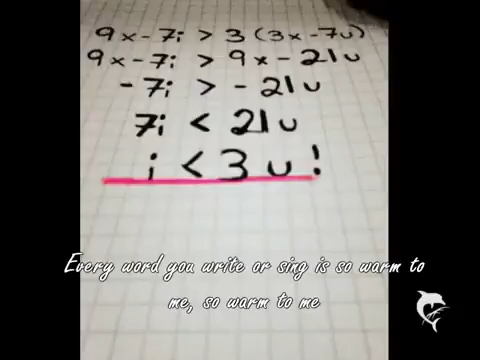 9x-7i > 3 (3x-7u)
9x-7i > 9x - 21u
-7i > - 21u
7i < 21u
i < 3u!
Every word you write or sing is so warm to
me, so warm to me